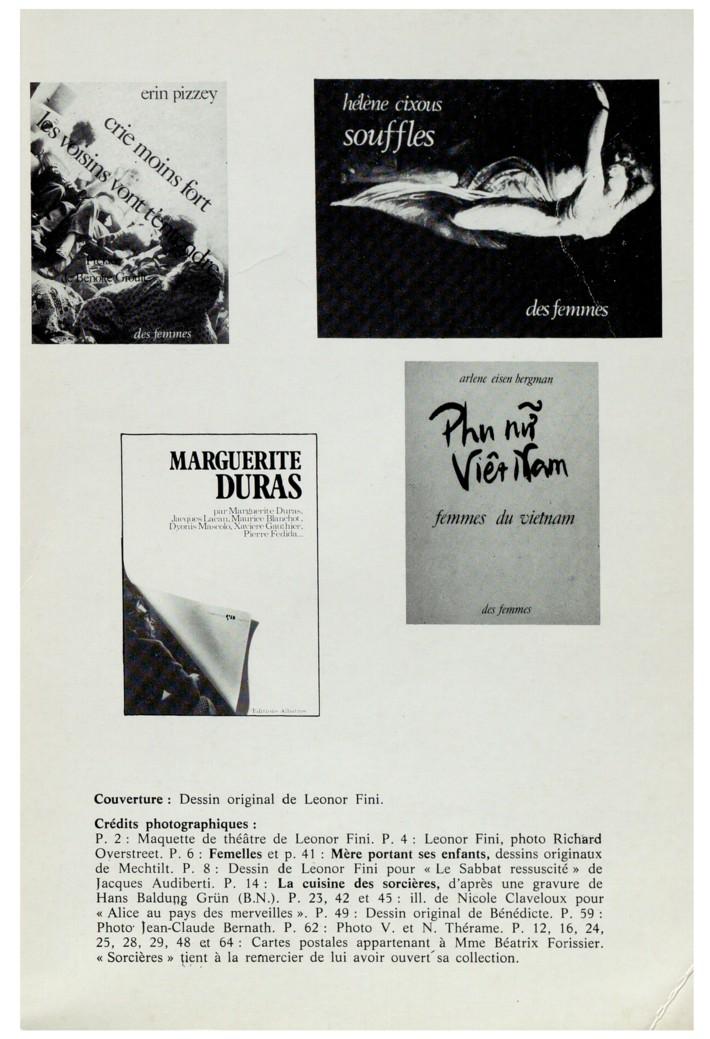 erin pizzey
crie moins fort
les voisins vont t'entendre
de Benoîte Groult
des femmes
hélène cixous
souffles
des femmes
arlene eisen bergman
Phu nữ
Việt Nam
femmes du vietnam
des femmes
MARGUERITE
DURAS
par Marguerite Duras,
Jacques Lacan, Maurice Blanchot,
Dyonis Mascolo, Xavière Gauthier,
Pierre Fedida...
Editions Albatros
Couverture : Dessin original de Leonor Fini.
Crédits photographiques :
P. 2 : Maquette de théâtre de Leonor Fini. P. 4 : Leonor Fini, photo Richard
Overstreet. P. 6 : Femelles et p. 41 : Mère portant ses enfants, dessins originaux
de Mechtilt. P. 8 : Dessin de Leonor Fini pour « Le Sabbat ressuscité » de
Jacques Audiberti. P. 14 : La cuisine des sorcières, d'après une gravure de
Hans Baldung Grün (B.N.). P. 23, 42 et 45 : ill. de Nicole Claveloux pour
« Alice au pays des merveilles ». P. 49 : Dessin original de Bénédicte. P. 59 :
Photo Jean-Claude Bernath. P. 62 : Photo V. et N. Thérame. P. 12, 16, 24,
25, 28, 29, 48 et 64 : Cartes postales appartenant à Mme Béatrix Forissier.
« Sorcières » tient à la remercier de lui avoir ouvert sa collection.